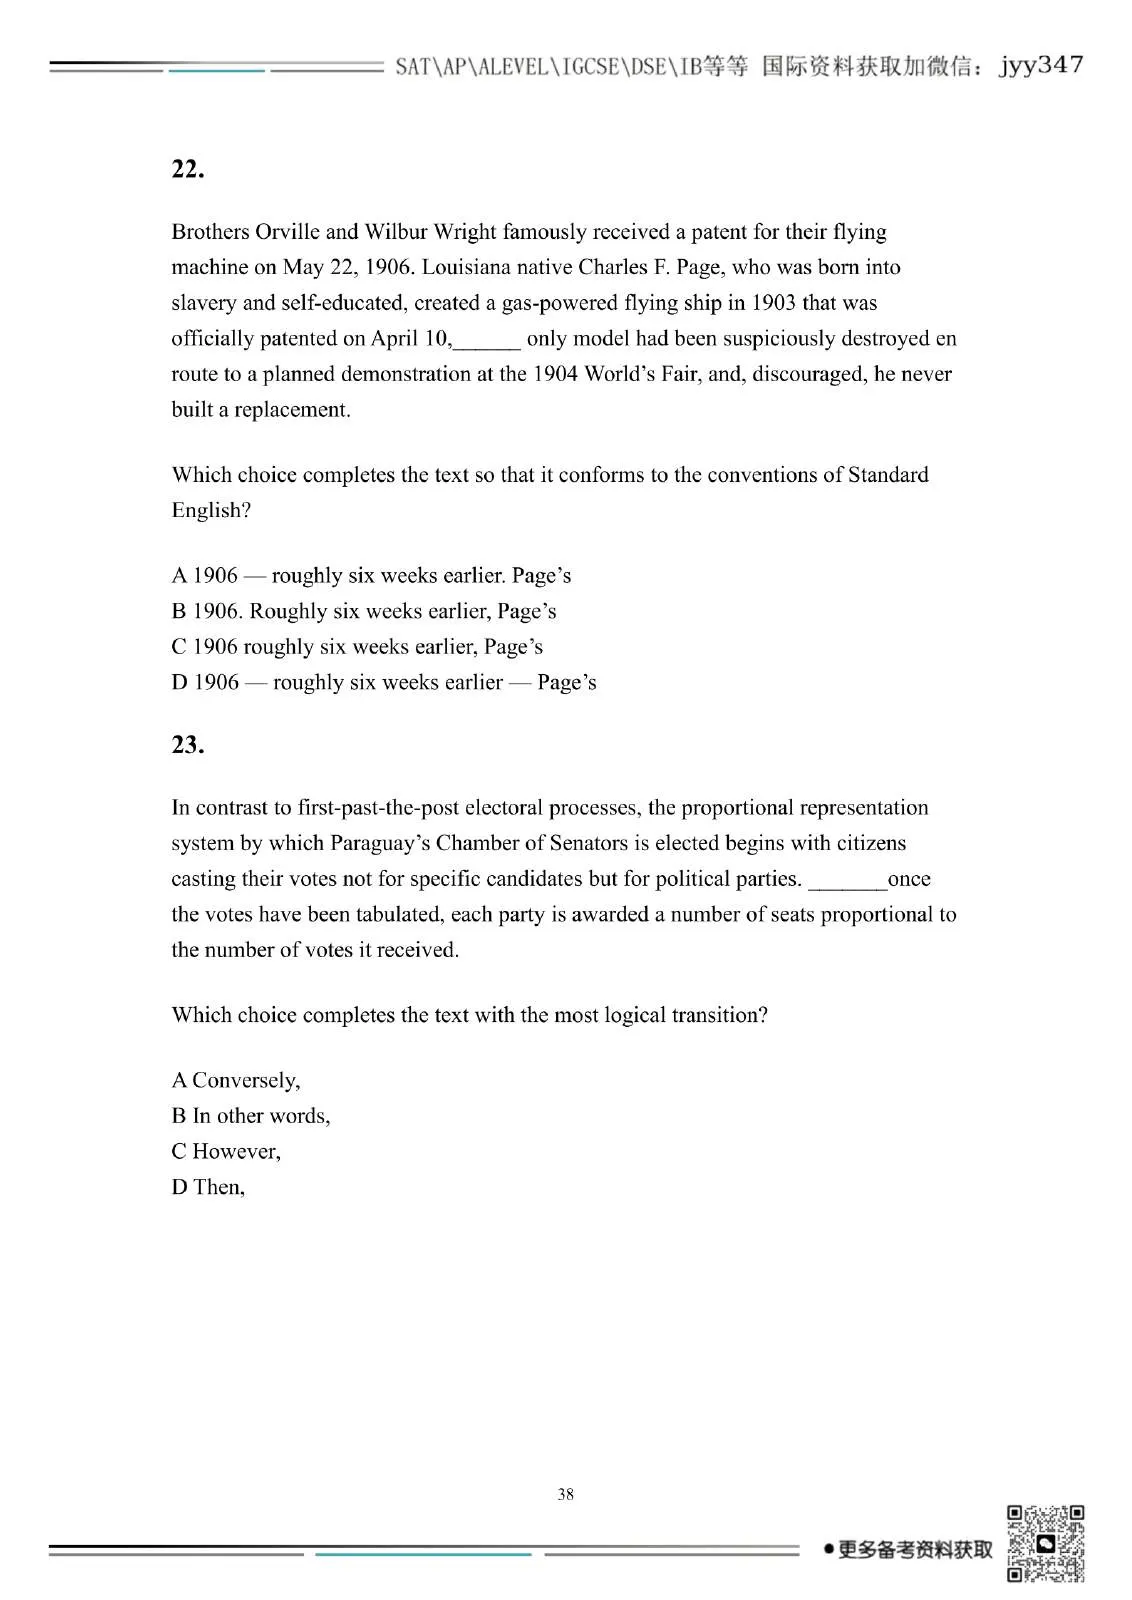 SAT\AP\ALEVEL\IGCSE\DSE\IB等等 国际资料获取加微信： jyy347
22.
Brothers Orville and Wilbur Wright famously received a patent for their flying
machine on May 22, 1906. Louisiana native Charles F. Page, who was born into
slavery and self-educated, created a gas-powered flying ship in 1903 that was
officially patented on April 10,______ only model had been suspiciously destroyed en
route to a planned demonstration at the 1904 World’s Fair, and, discouraged, he never
built a replacement.
Which choice completes the text so that it conforms to the conventions of Standard
English?
A 1906 — roughly six weeks earlier. Page’s
B 1906. Roughly six weeks earlier, Page’s
C 1906 roughly six weeks earlier, Page’s
D 1906 — roughly six weeks earlier — Page’s
23.
In contrast to first-past-the-post electoral processes, the proportional representation
system by which Paraguay’s Chamber of Senators is elected begins with citizens
casting their votes not for specific candidates but for political parties. _______once
the votes have been tabulated, each party is awarded a number of seats proportional to
the number of votes it received.
Which choice completes the text with the most logical transition?
A Conversely,
B In other words,
C However,
D Then,
38
●更多备考资料获取